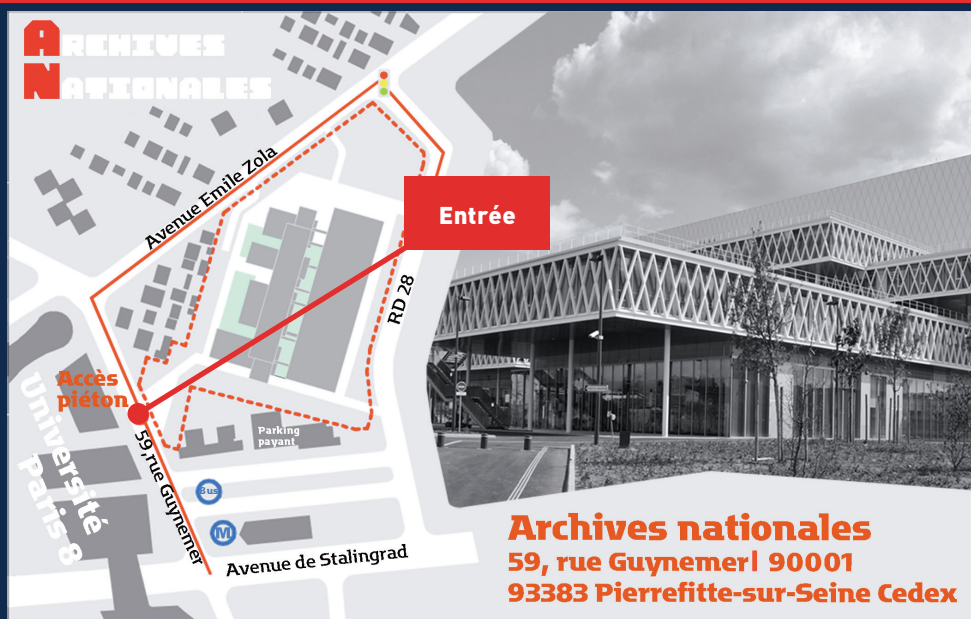 ARCHIVES
NATIONALES
Avenue Emile Zola
Entrée
RD 28
Accès
piéton
Université
Paris 8
59, rue Guynemer
Parking
payant
Bus
M
Avenue de Stalingrad
Archives nationales
59, rue Guynemer| 90001
93383 Pierrefitte-sur-Seine Cedex